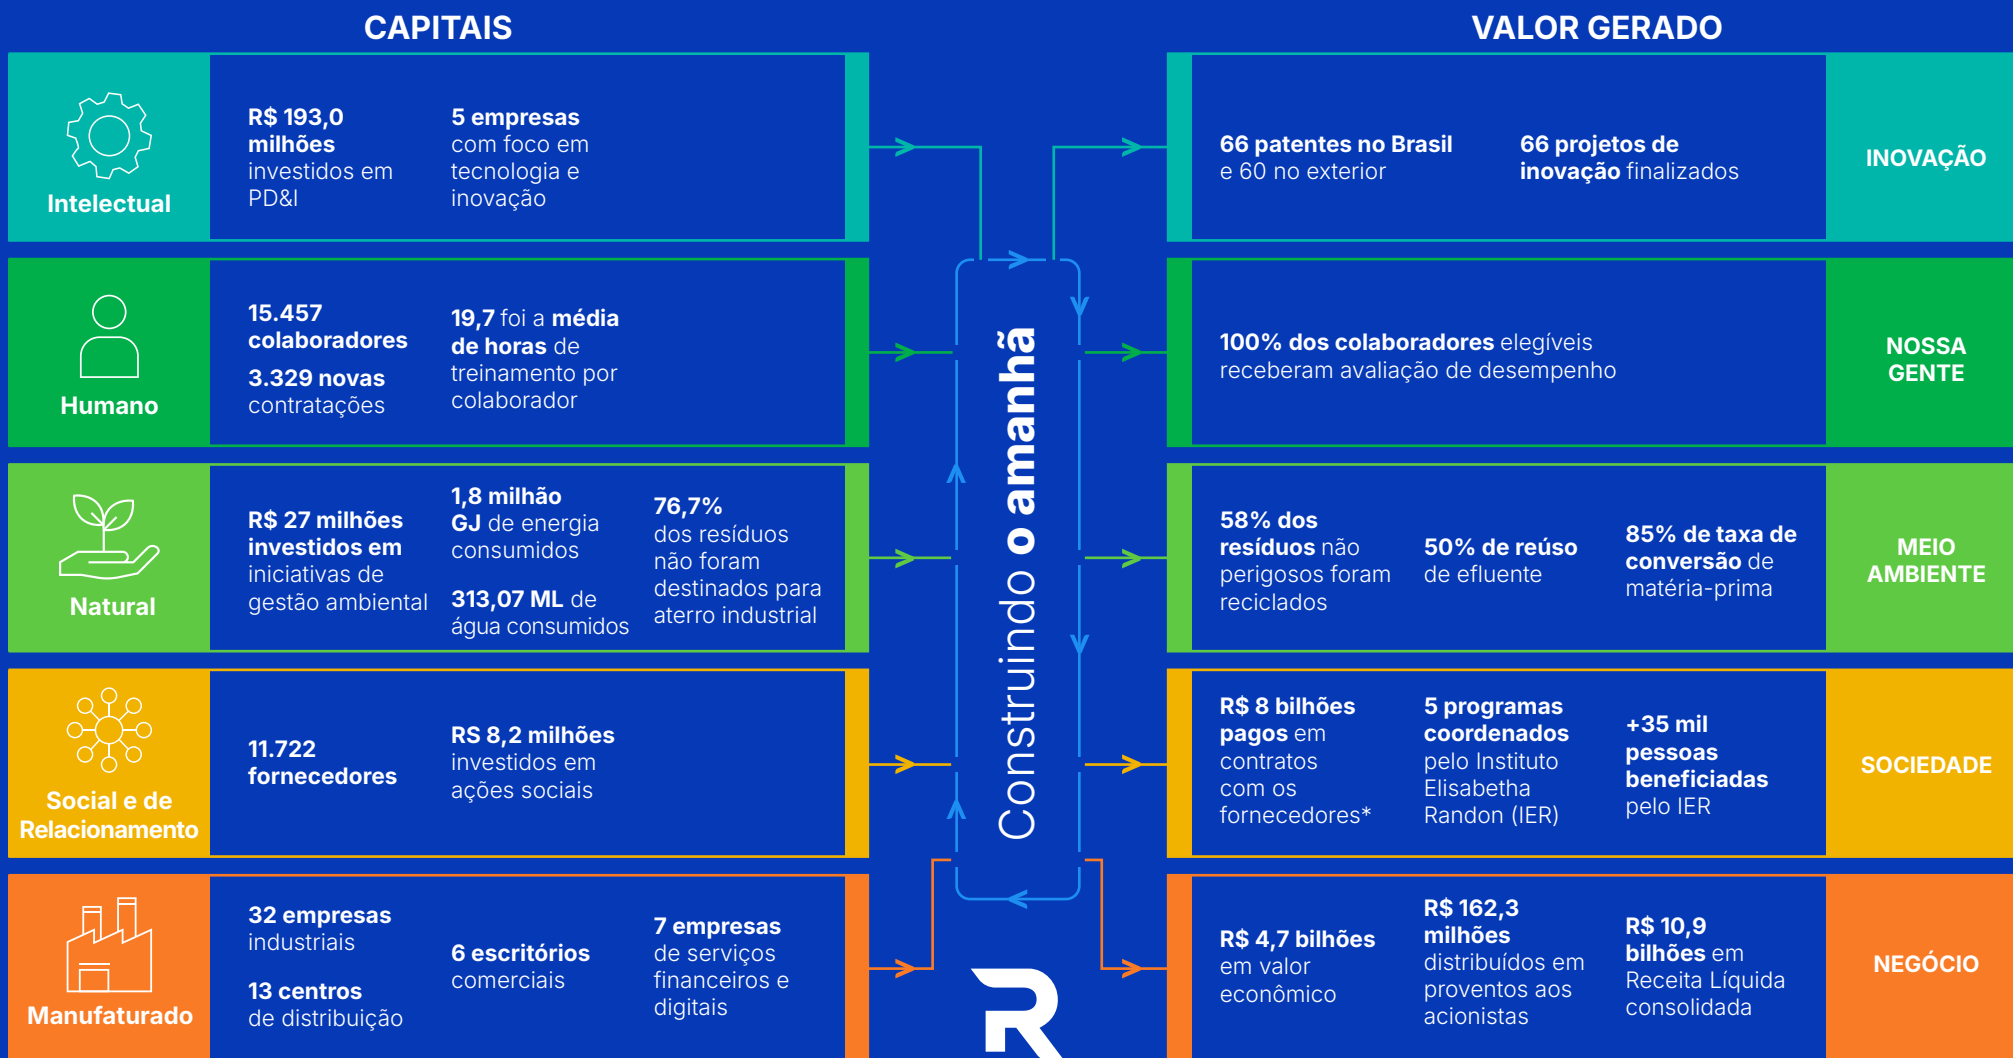 CAPITAIS
VALOR GERADO
Intelectual
R$ 193,0
milhões
investidos em
PD&I
5 empresas
com foco em
tecnologia e
inovação
66 patentes no Brasil
e 60 no exterior
66 projetos de
inovação finalizados
INOVAÇÃO
Humano
15.457
colaboradores
3.329 novas
contratações
19,7 foi a média
de horas de
treinamento por
colaborador
100% dos colaboradores elegíveis
receberam avaliação de desempenho
NOSSA
GENTE
Natural
R$ 27 milhões
investidos em
iniciativas de
gestão ambiental
1,8 milhão
GJ de energia
consumidos
313,07 ML de
água consumidos
76,7%
dos resíduos
não foram
destinados para
aterro industrial
58% dos
resíduos não
perigosos foram
reciclados
50% de reúso
de efluente
85% de taxa de
conversão de
matéria-prima
MEIO
AMBIENTE
Social e de
Relacionamento
11.722
fornecedores
RS 8,2 milhões
investidos em
ações sociais
R$ 8 bilhões
pagos em
contratos
com os
fornecedores*
5 programas
coordenados
pelo Instituto
Elisabetha
Randon (IER)
+35 mil
pessoas
beneficiadas
pelo IER
SOCIEDADE
Manufaturado
32 empresas
industriais
13 centros
de distribuição
6 escritórios
comerciais
7 empresas
de serviços
financeiros e
digitais
R$ 4,7 bilhões
em valor
econômico
R$ 162,3
milhões
distribuídos em
proventos aos
acionistas
R$ 10,9
bilhões em
Receita Líquida
consolidada
NEGÓCIO
Construindo o amanhã
R